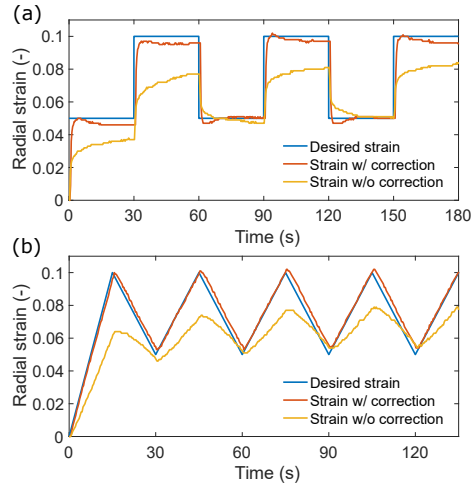 (a)
Radial strain (-)
0.1
0.08
0.06
0.04
0.02
0
Desired strain
Strain w/ correction
Strain w/o correction
0 30 60 90 120 150 180
Time (s)
(b)
Radial strain (-)
0.1
0.08
0.06
0.04
0.02
0
Desired strain
Strain w/ correction
Strain w/o correction
0 30 60 90 120
Time (s)